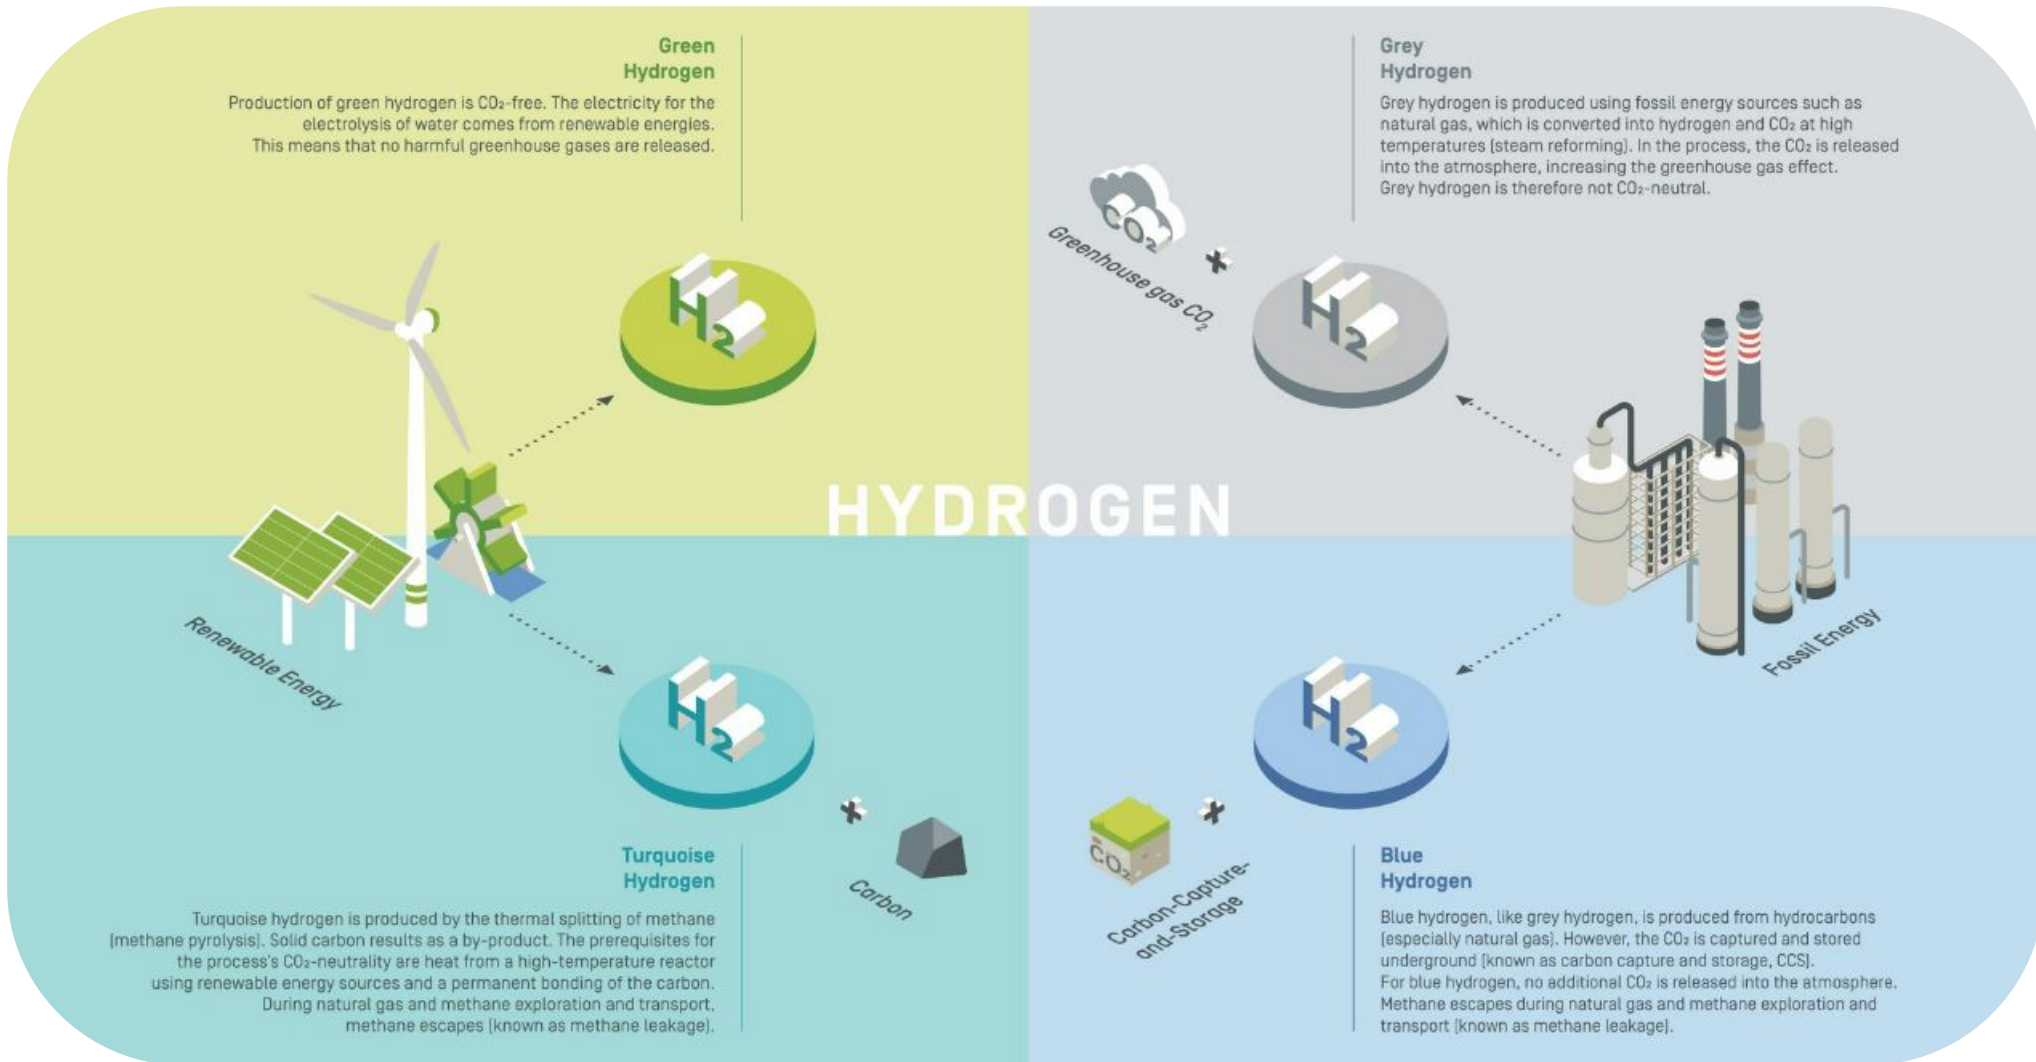 Green
Hydrogen
Production of green hydrogen is CO₂-free. The electricity for the
electrolysis of water comes from renewable energies.
This means that no harmful greenhouse gases are released.
Grey
Hydrogen
Grey hydrogen is produced using fossil energy sources such as
natural gas, which is converted into hydrogen and CO₂ at high
temperatures (steam reforming). In the process, the CO₂ is released
into the atmosphere, increasing the greenhouse gas effect.
Grey hydrogen is therefore not CO₂-neutral.
CO₂
+
Greenhouse gas CO₂
H₂
H₂
HYDROGEN
Renewable Energy
Fossil Energy
H₂
H₂
+
Carbon
CO₂
+
Carbon-Capture-
and-Storage
Turquoise
Hydrogen
Turquoise hydrogen is produced by the thermal splitting of methane
(methane pyrolysis). Solid carbon results as a by-product. The prerequisites for
the process's CO₂-neutrality are heat from a high-temperature reactor
using renewable energy sources and a permanent bonding of the carbon.
During natural gas and methane exploration and transport,
methane escapes (known as methane leakage).
Blue
Hydrogen
Blue hydrogen, like grey hydrogen, is produced from hydrocarbons
(especially natural gas). However, the CO₂ is captured and stored
underground (known as carbon capture and storage, CCS).
For blue hydrogen, no additional CO₂ is released into the atmosphere.
Methane escapes during natural gas and methane exploration and
transport (known as methane leakage).